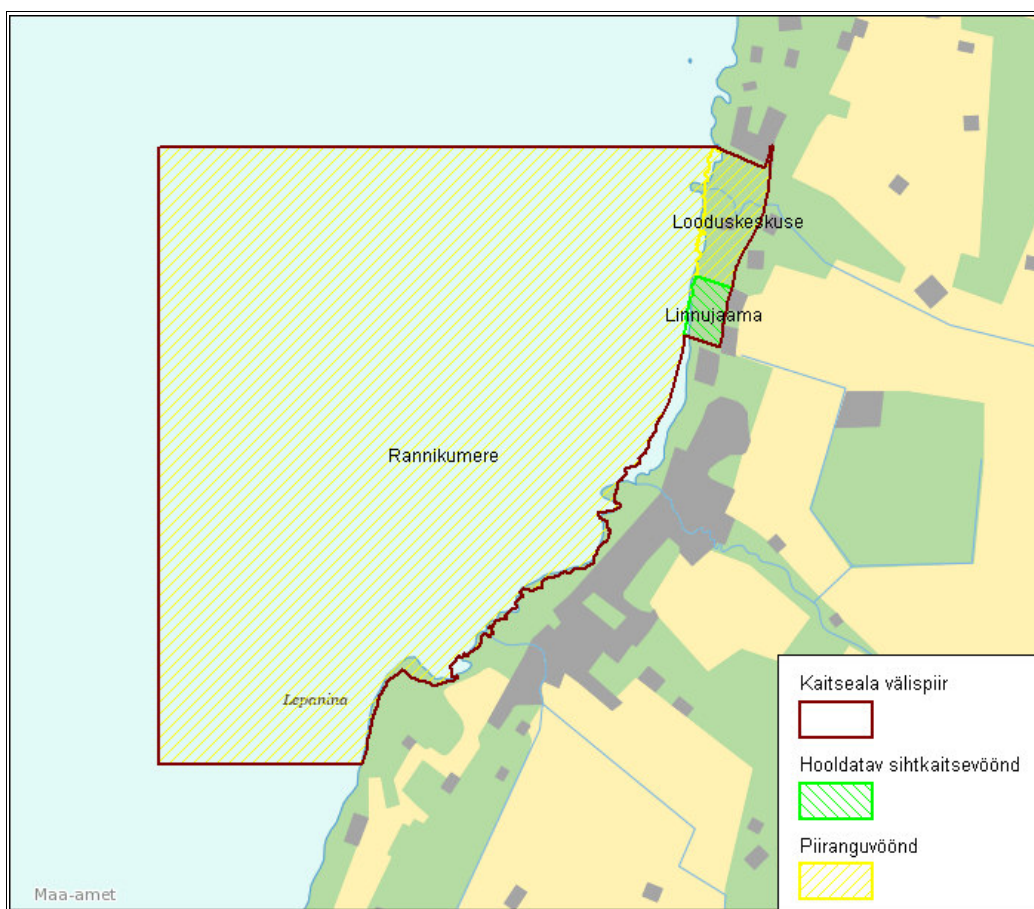 Looduskeskuse
Linnujaama
Rannikumere
Lepanina
Kaitseala välispiir
Hooldatav sihtkaitsevöönd
Piiranguvöönd
Maa-amet